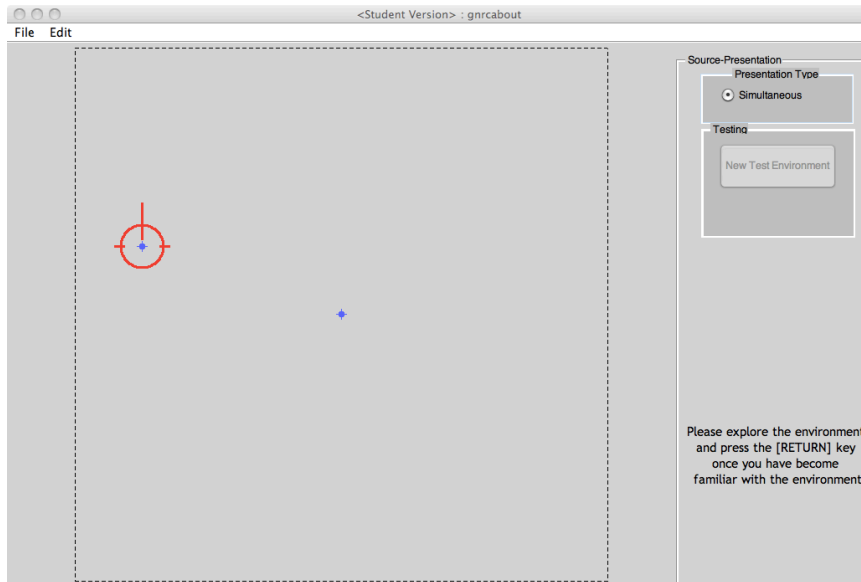 <Student Version> : gnrcabout
File Edit
Source-Presentation
Presentation Type
Simultaneous
Testing
New Test Environment
Please explore the environment
and press the [RETURN] key
once you have become
familiar with the environment